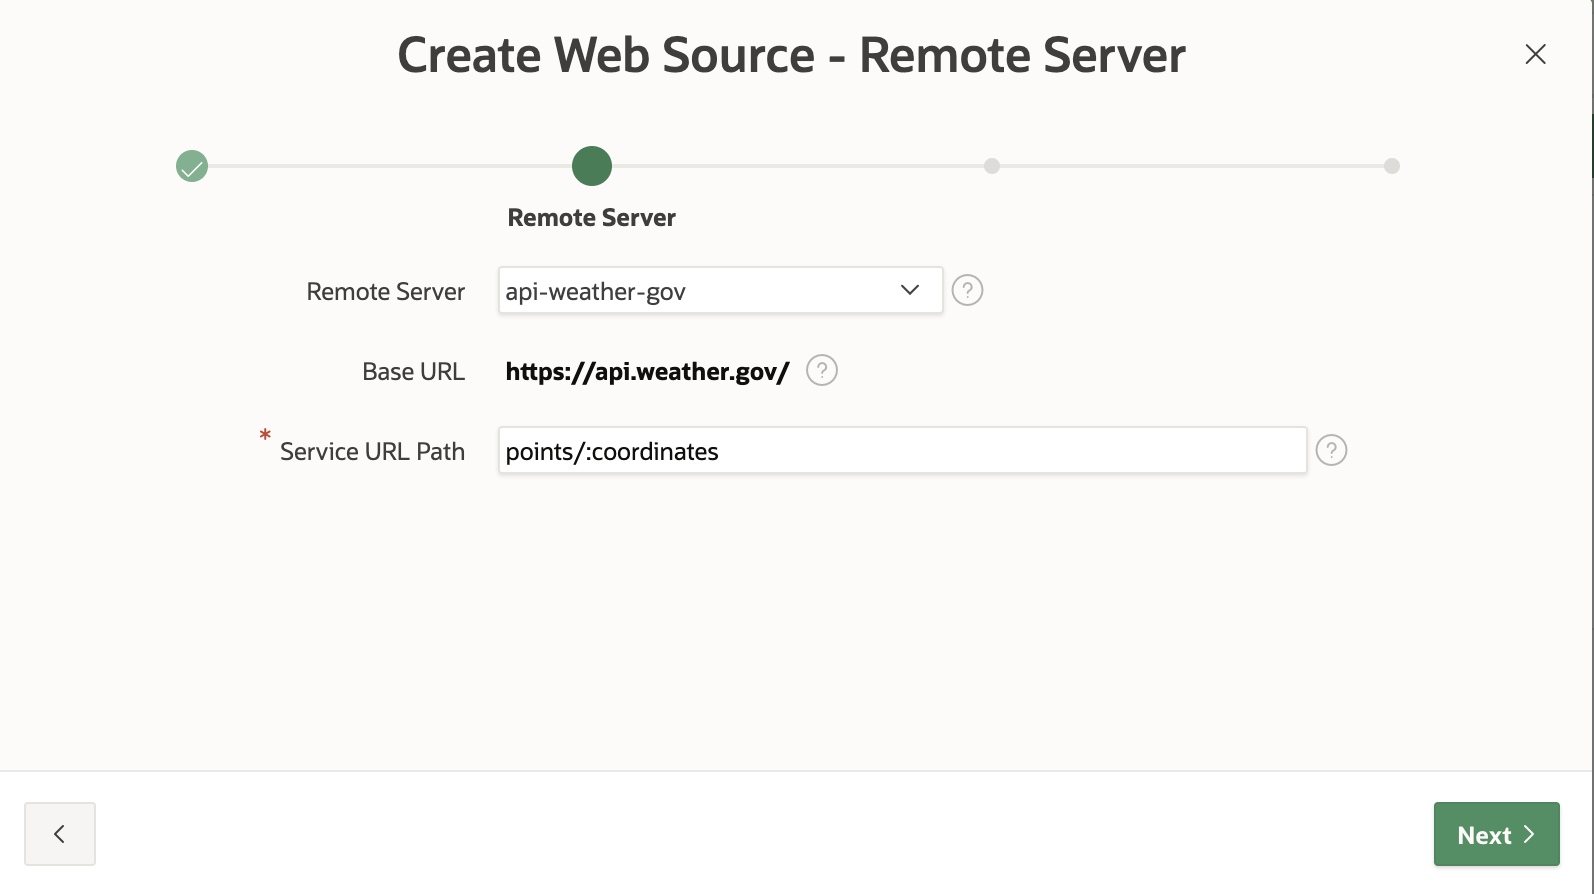 Create Web Source - Remote Server
Remote Server
Remote Server api-weather-gov ?
Base URL https://api.weather.gov/ ?
* Service URL Path points/:coordinates ?
Next